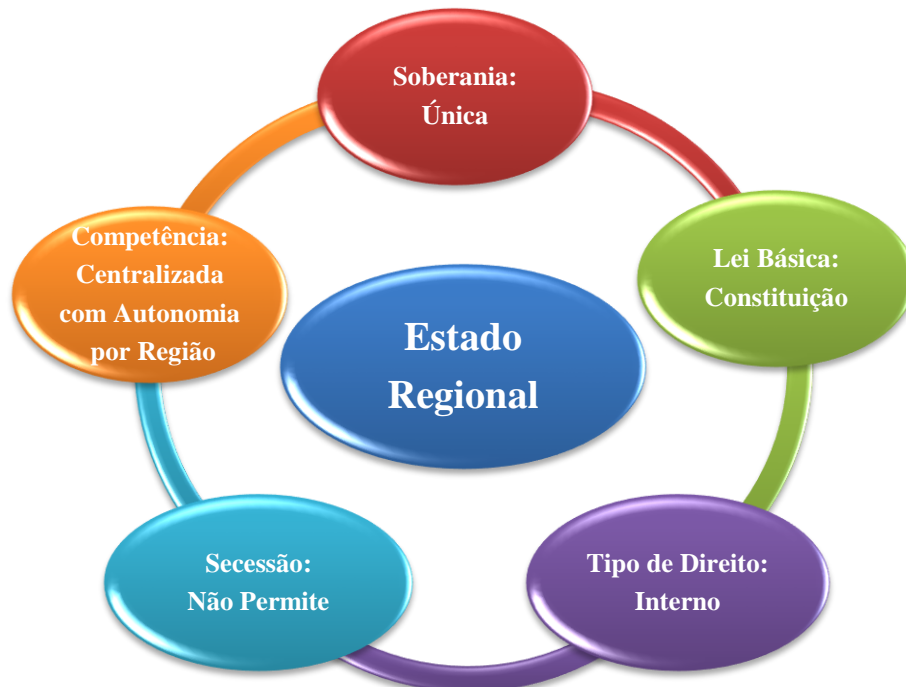 Soberania:
Única
Lei Básica:
Constituição
Tipo de Direito:
Interno
Secessão:
Não Permite
Competência:
Centralizada
com Autonomia
por Região
Estado
Regional